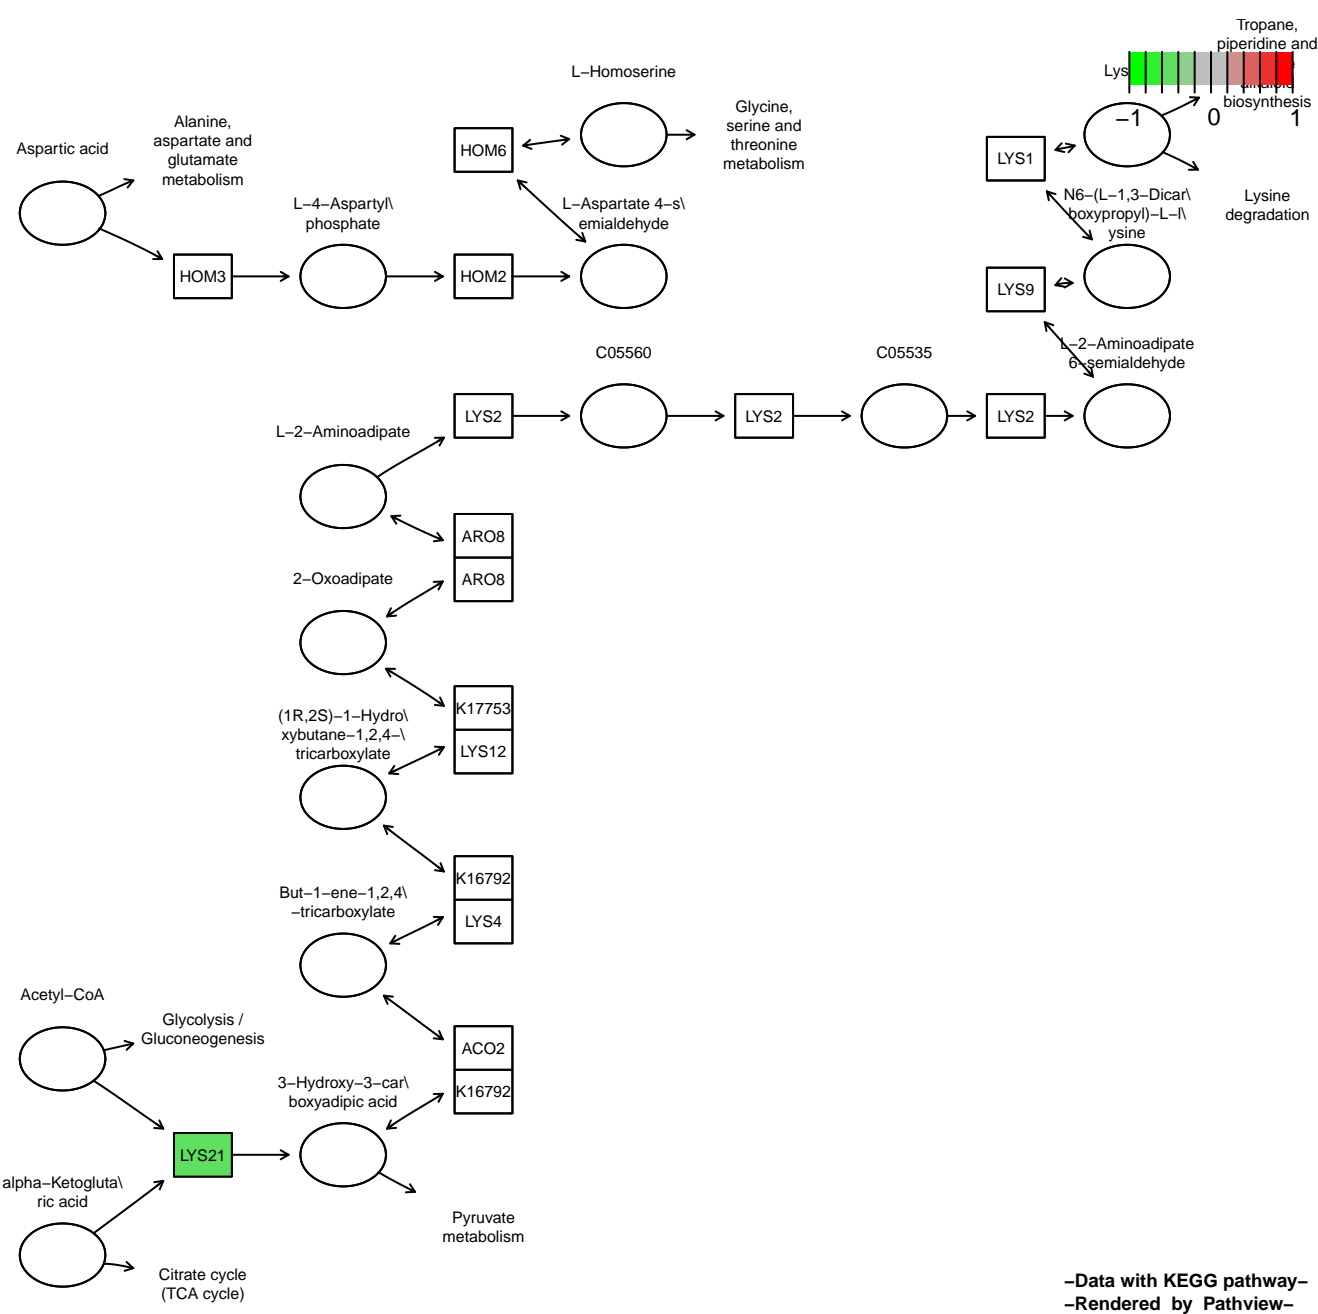 Tropane,
piperidine and
biosynthesis
Lys
−1
0
1
L−Homoserine
Alanine,
aspartate and
glutamate
metabolism
Aspartic acid
HOM6
Glycine,
serine and
threonine
metabolism
LYS1
L−4−Aspartyl\
phosphate
L−Aspartate 4−s\
emialdehyde
N6−(L−1,3−Dicar\
boxypropyl)−L−l\
ysine
Lysine
degradation
HOM3
HOM2
LYS9
C05560
C05535
L−2−Aminoadipate
6−semialdehyde
LYS2
LYS2
LYS2
L−2−Aminoadipate
ARO8
ARO8
2−Oxoadipate
K17753
LYS12
(1R,2S)−1−Hydro\
xybutane−1,2,4−\
tricarboxylate
K16792
LYS4
But−1−ene−1,2,4\
−tricarboxylate
Acetyl−CoA
Glycolysis /
Gluconeogenesis
ACO2
K16792
3−Hydroxy−3−car\
boxyadipic acid
LYS21
alpha−Ketogluta\
ric acid
Pyruvate
metabolism
Citrate cycle
(TCA cycle)
−Data with KEGG pathway−
−Rendered by Pathview−